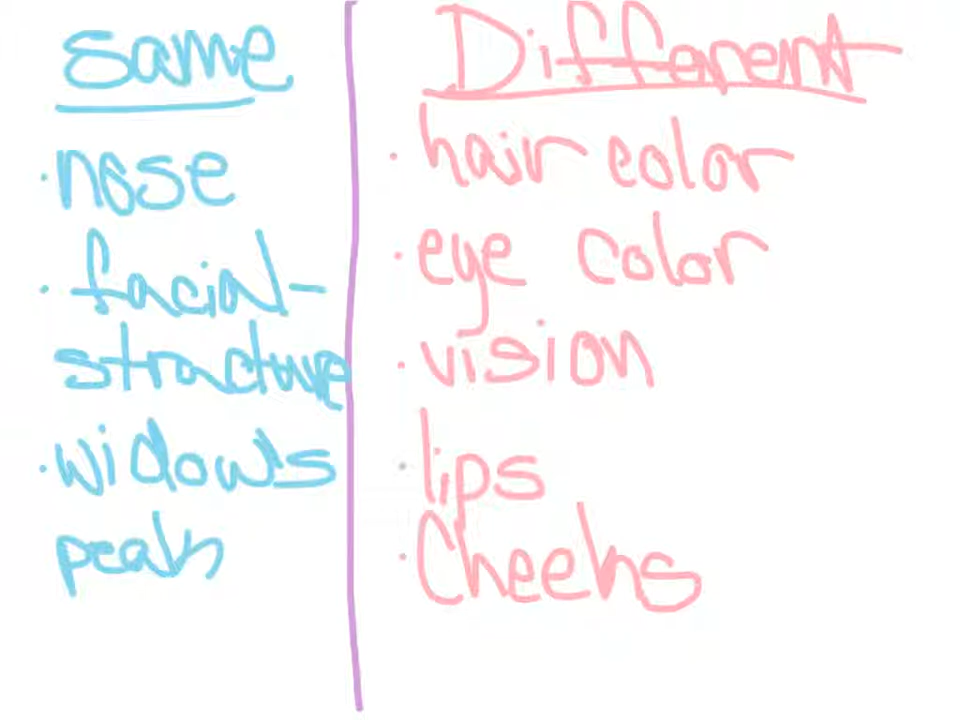 same
· nose
· facial-
structure
· widows
peak
Different
· hair color
· eye color
· vision
· lips
· Cheeks